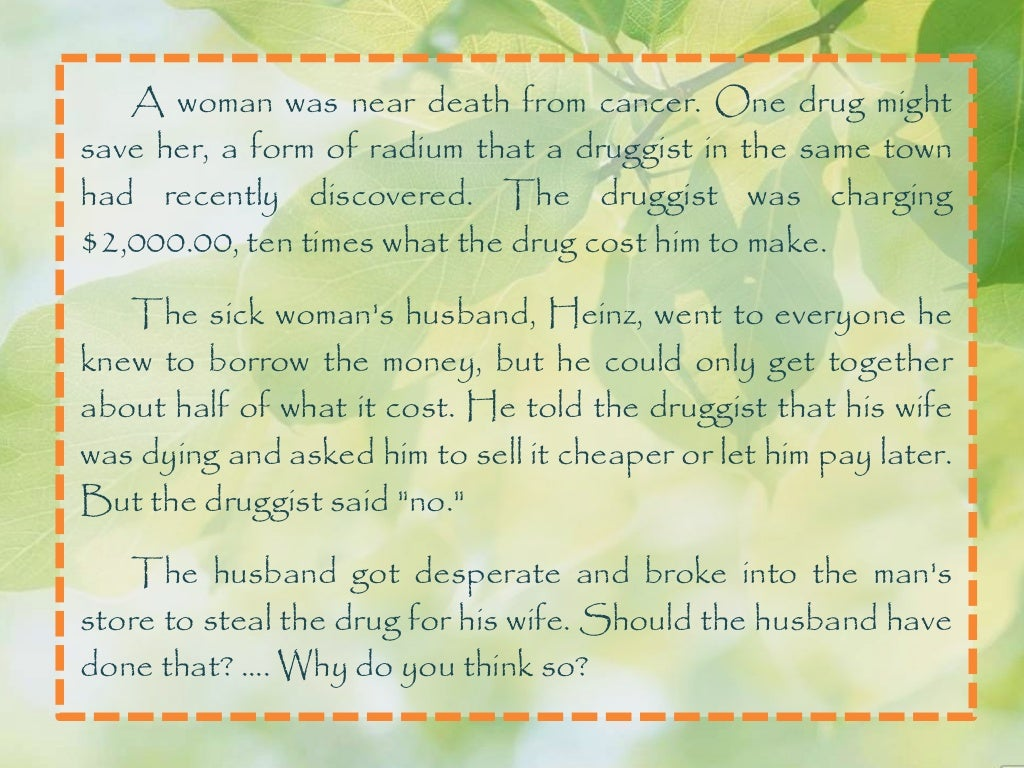 A woman was near death from cancer. One drug might
save her, a form of radium that a druggist in the same town
had recently discovered. The druggist was charging
$2,000.00, ten times what the drug cost him to make.
The sick woman's husband, Heinz, went to everyone he
knew to borrow the money, but he could only get together
about half of what it cost. He told the druggist that his wife
was dying and asked him to sell it cheaper or let him pay later.
But the druggist said "no."
The husband got desperate and broke into the man's
store to steal the drug for his wife. Should the husband have
done that? .... Why do you think so?